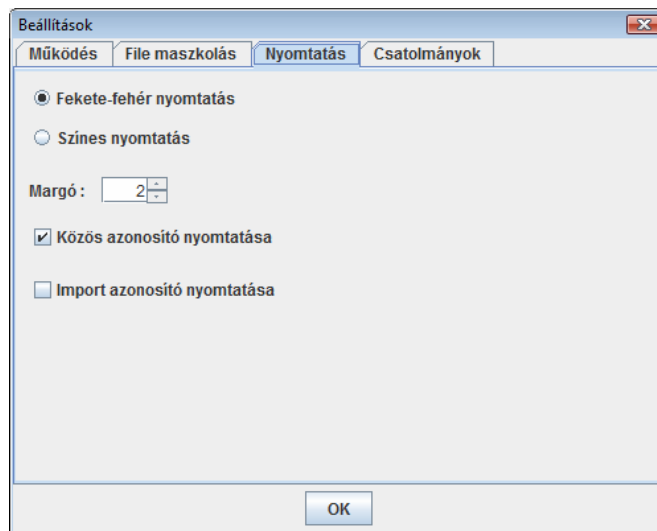 Beállítások
Működés File maszkolás Nyomtatás Csatolmányok
Fekete-fehér nyomtatás
Színes nyomtatás
Margó : 2
Közös azonosító nyomtatása
Import azonosító nyomtatása
OK